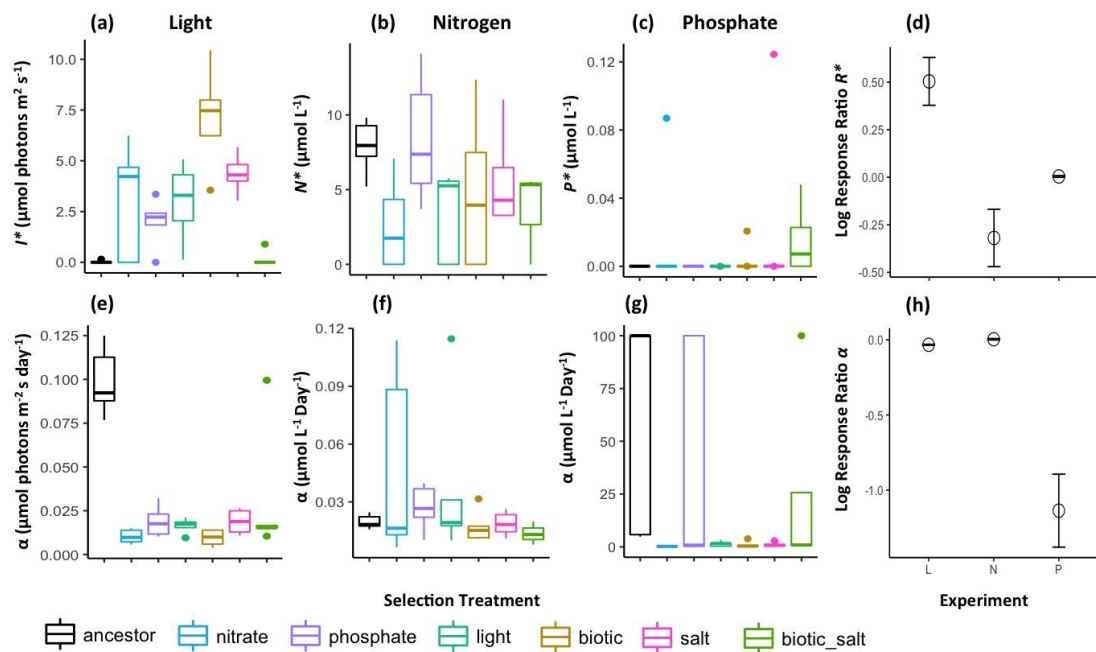 (a) Light
(b) Nitrogen
(c) Phosphate
(d)
I* (µmol photons m² s⁻¹)
10.0
7.5
5.0
2.5
0.0
N* (µmol L⁻¹)
10
5
0
P* (µmol L⁻¹)
0.12
0.08
0.04
0.00
Log Response Ratio R*
0.50
0.00
-0.25
-0.50
(e)
(f)
(g)
(h)
α (µmol photons m⁻² s day⁻¹)
0.125
0.100
0.075
0.050
0.025
0.000
α (µmol L⁻¹ Day⁻¹)
0.12
0.09
0.06
0.03
α (µmol L⁻¹ Day⁻¹)
100
75
50
25
0
Log Response Ratio α
0.0
-0.5
-1.0
L N P
Selection Treatment
Experiment
ancestor nitrate phosphate light biotic salt biotic_salt